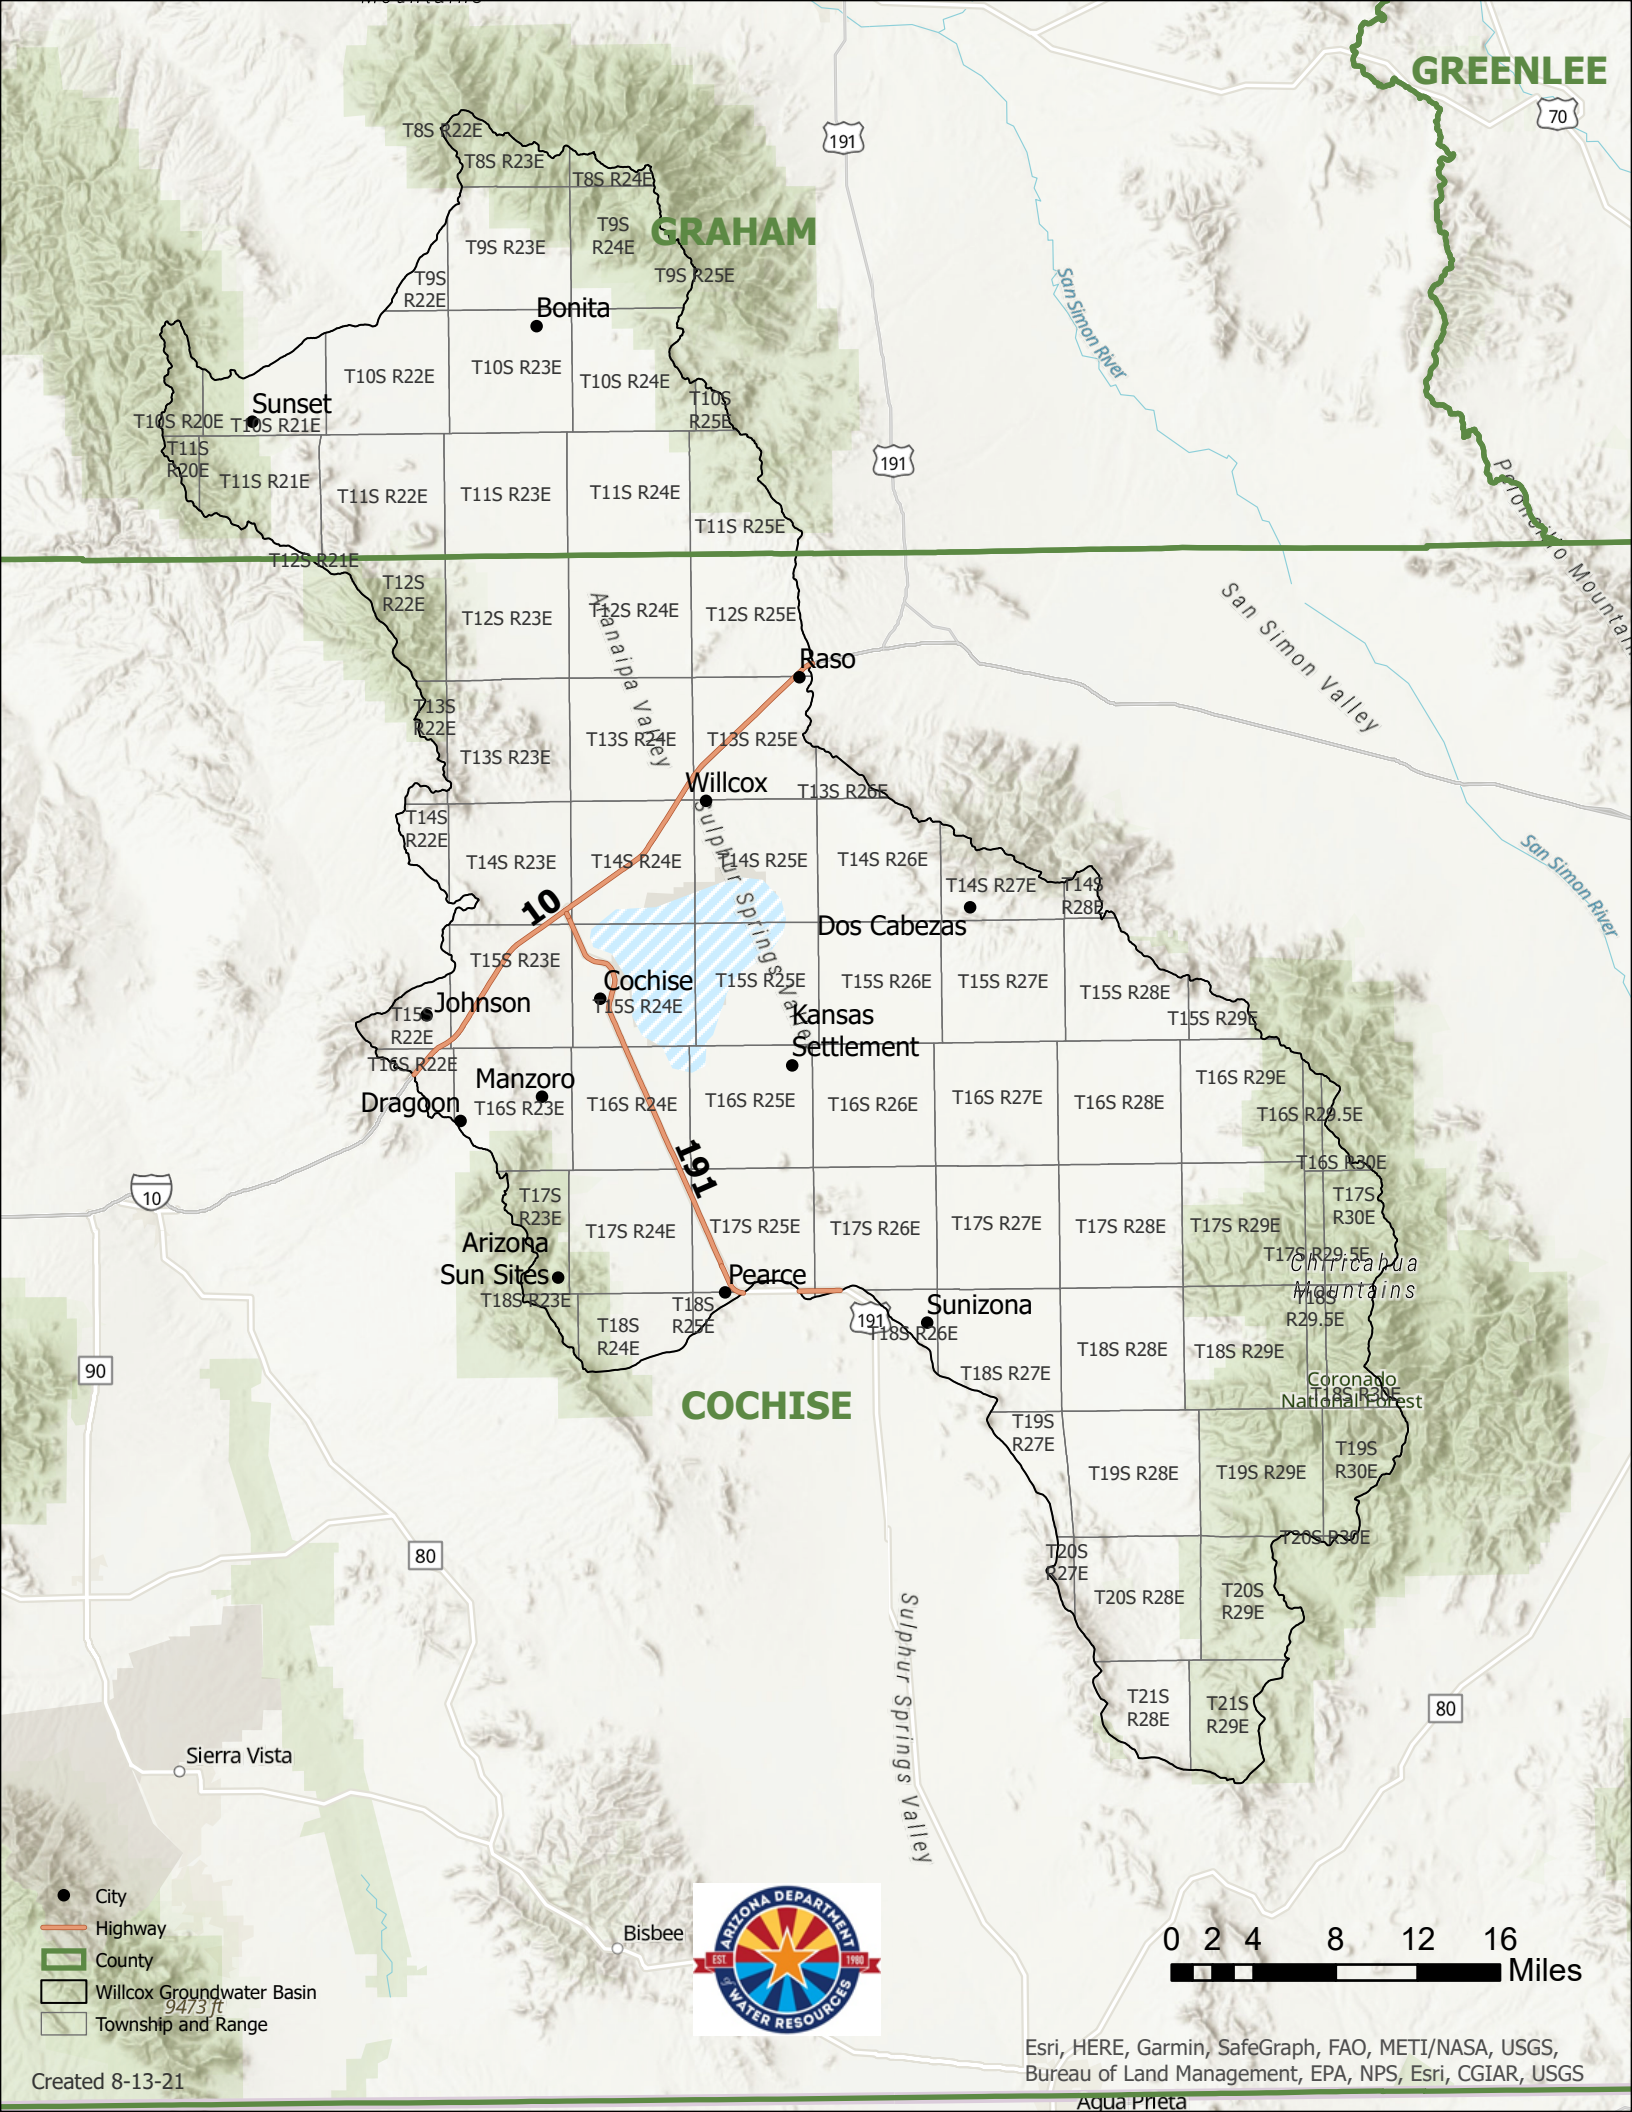 GREENLEE
70
191
T8S R22E
T8S R23E
T8S R24E
T9S
R24E
GRAHAM
T9S R23E
T9S R25E
T9S
R22E
Bonita
San Simon River
T10S R22E
T10S R23E
T10S R24E
Sunset
T10S
R25E
T10S R20E
T10S R21E
T11S
R20E
191
T11S R21E
T11S R22E
T11S R23E
T11S R24E
T11S R25E
Peloncillo Mountain
T12S R21E
T12S
R22E
T12S R23E
T12S R24E
T12S R25E
Aranaipa Valley
San Simon Valley
Raso
T13S
R22E
T13S R23E
T13S R24E
T13S R25E
Willcox
T13S R26E
T14S
R22E
Sulphur Springs Valley
T14S R23E
T14S R24E
T14S R25E
T14S R26E
T14S R27E
T14S
R28E
San Simon River
10
Dos Cabezas
T15S R23E
Cochise
T15S R25E
T15S R26E
T15S R27E
T15S R28E
Johnson
T15S R24E
T15S
R22E
Kansas
Settlement
T15S R29E
T16S R22E
Manzoro
T16S R29E
Dragoon
T16S R23E
T16S R24E
T16S R25E
T16S R26E
T16S R27E
T16S R28E
T16S R29.5E
191
T16S R30E
10
T17S
R23E
T17S R24E
T17S R25E
T17S R26E
T17S R27E
T17S R28E
T17S R29E
T17S
R30E
Arizona
Sun Sites
T17S R29.5E
Chiricahua
Mountains
Pearce
T18S R23E
T18S
R25E
T18S
R24E
191
Sunizona
T18S R26E
T18S
R29.5E
T18S R27E
T18S R28E
T18S R29E
90
Coronado
National Forest
T18S R30E
COCHISE
T19S
R27E
T19S R28E
T19S R29E
T19S
R30E
80
T20S R30E
T20S
R27E
T20S R28E
T20S
R29E
Sulphur Springs Valley
T21S
R28E
T21S
R29E
80
Sierra Vista
City
Highway
County
Willcox Groundwater Basin
9473 ft
Township and Range
Created 8-13-21
Bisbee
ARIZONA DEPARTMENT
EST. 1980
of WATER RESOURCES
0 2 4 8 12 16
Miles
Esri, HERE, Garmin, SafeGraph, FAO, METI/NASA, USGS,
Bureau of Land Management, EPA, NPS, Esri, CGIAR, USGS
Agua Prieta